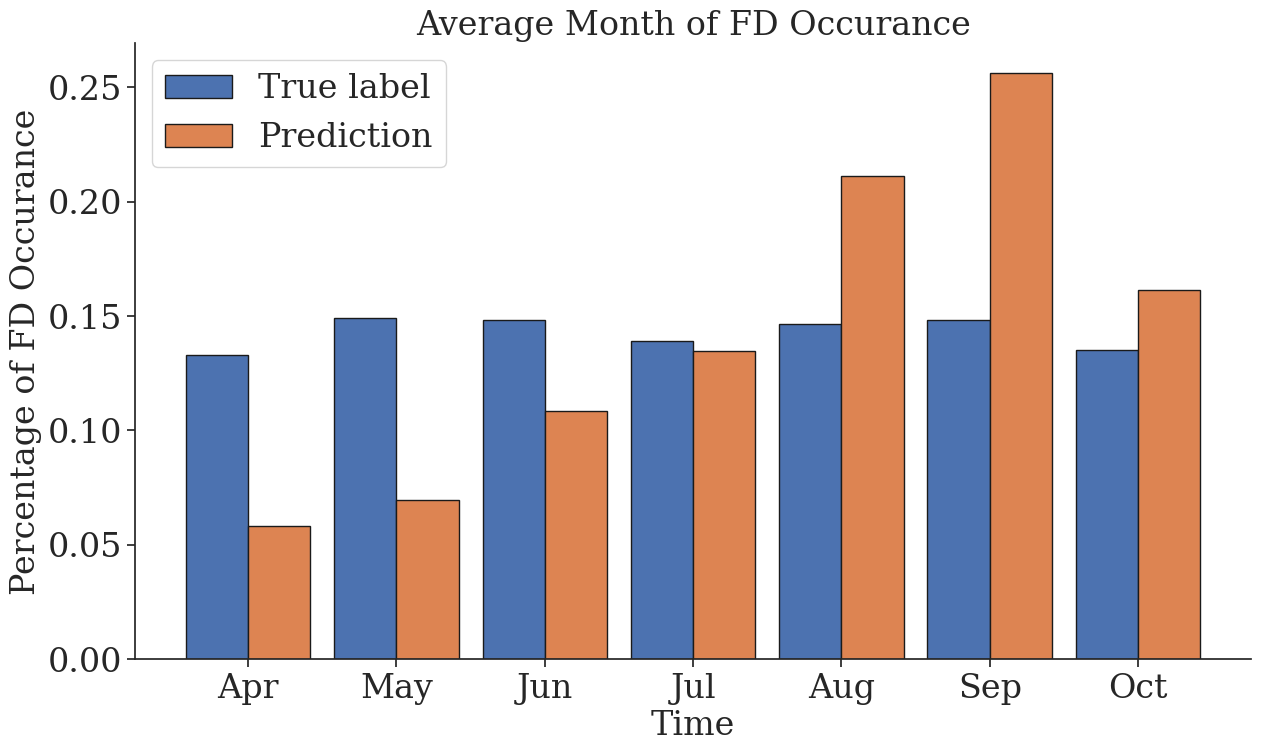 Average Month of FD Occurance
True label
Prediction
Percentage of FD Occurance
0.25
0.20
0.15
0.10
0.05
0.00
Apr May Jun Jul Aug Sep Oct
Time